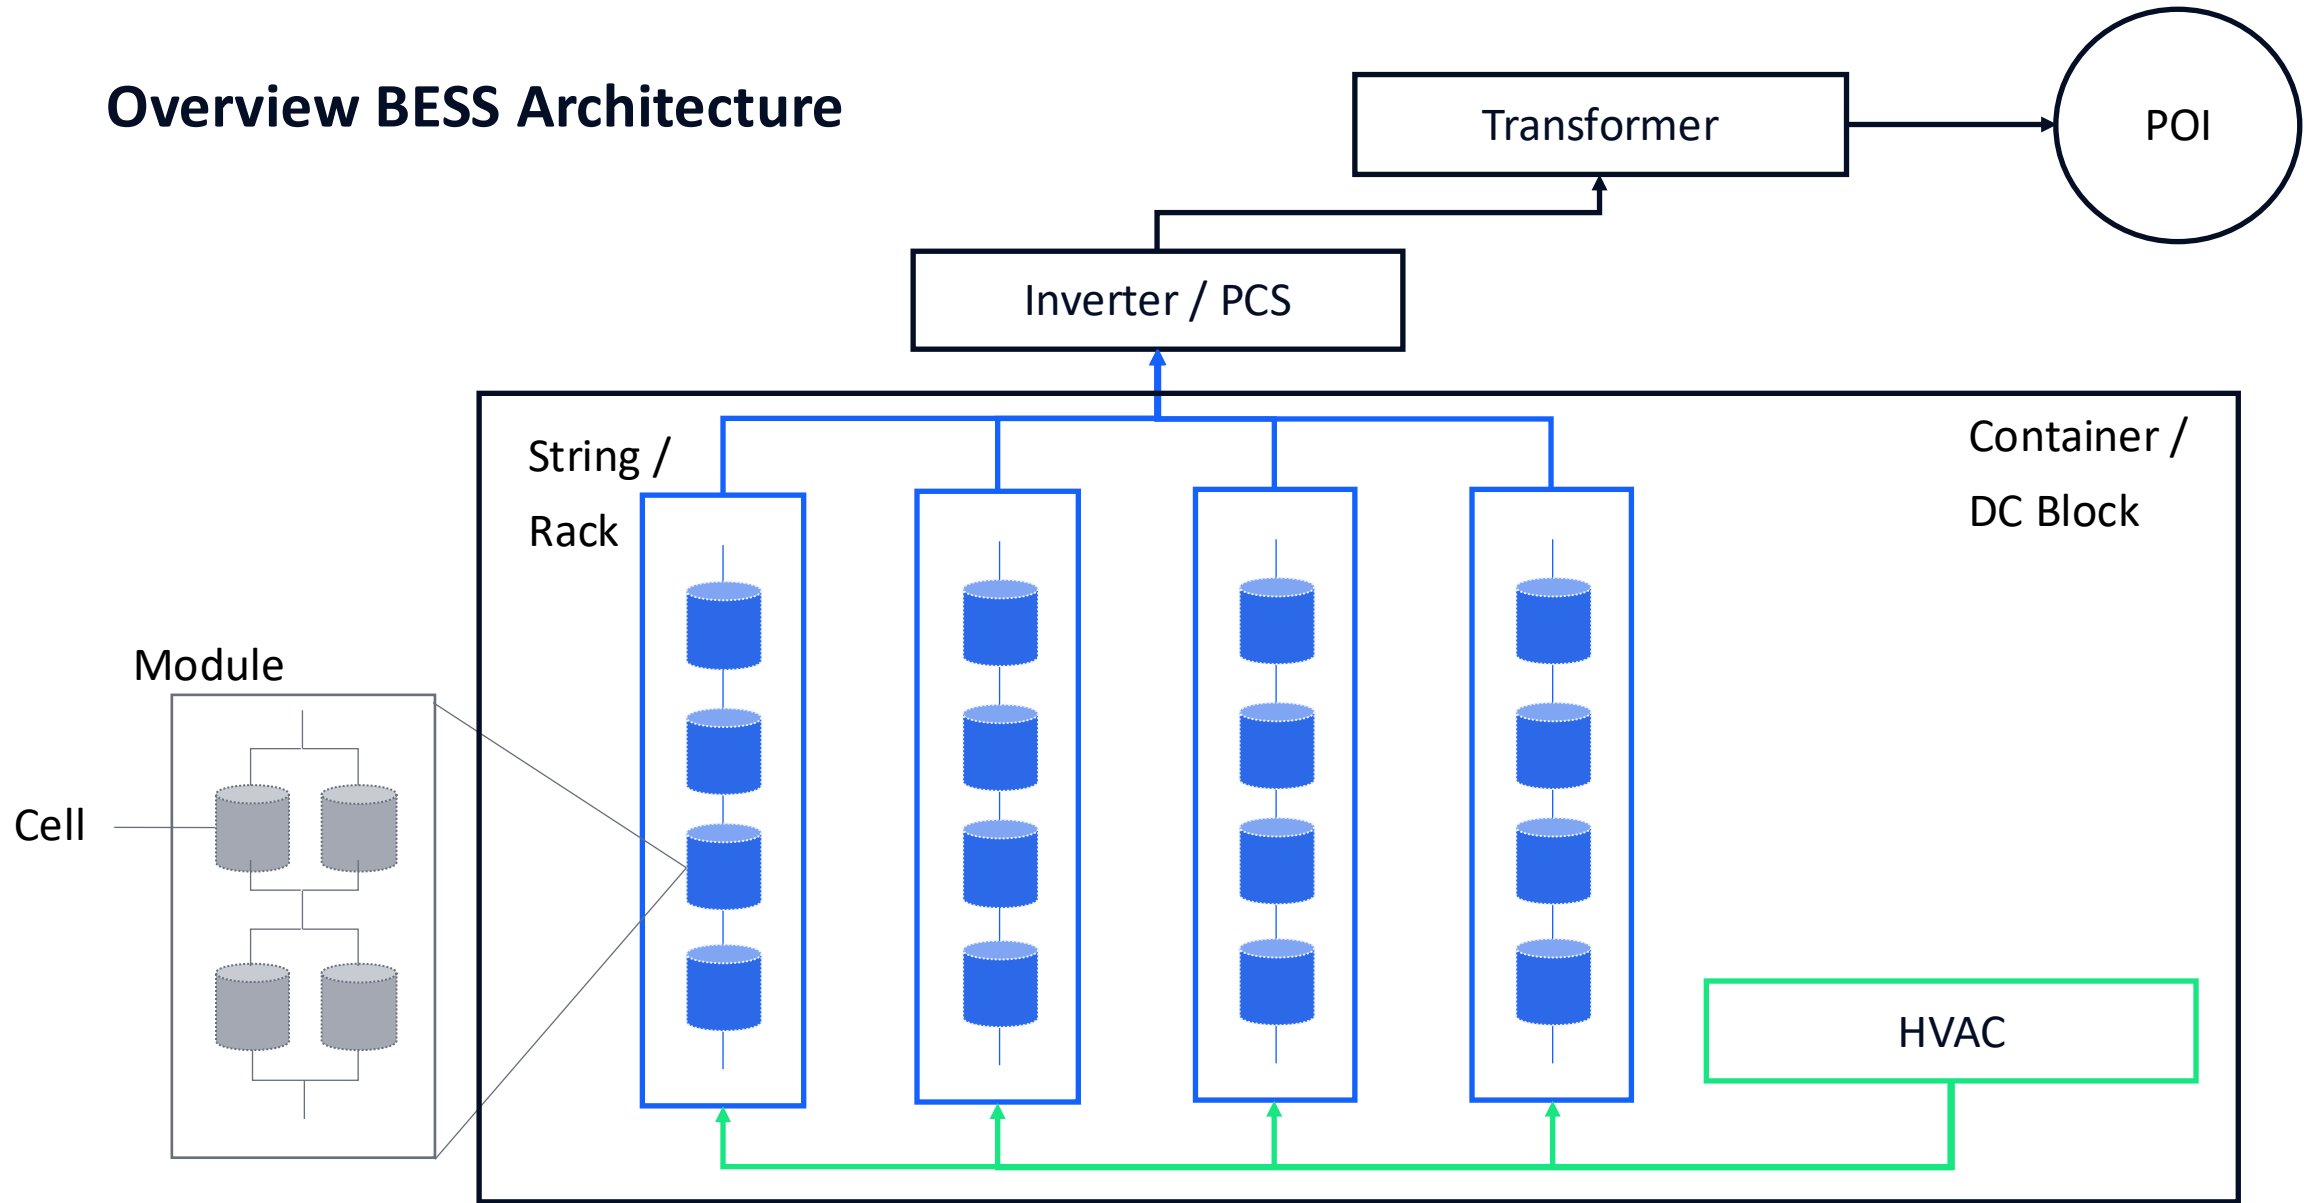 Overview BESS Architecture
Transformer
POI
Inverter / PCS
String /
Rack
Container /
DC Block
Module
Cell
HVAC